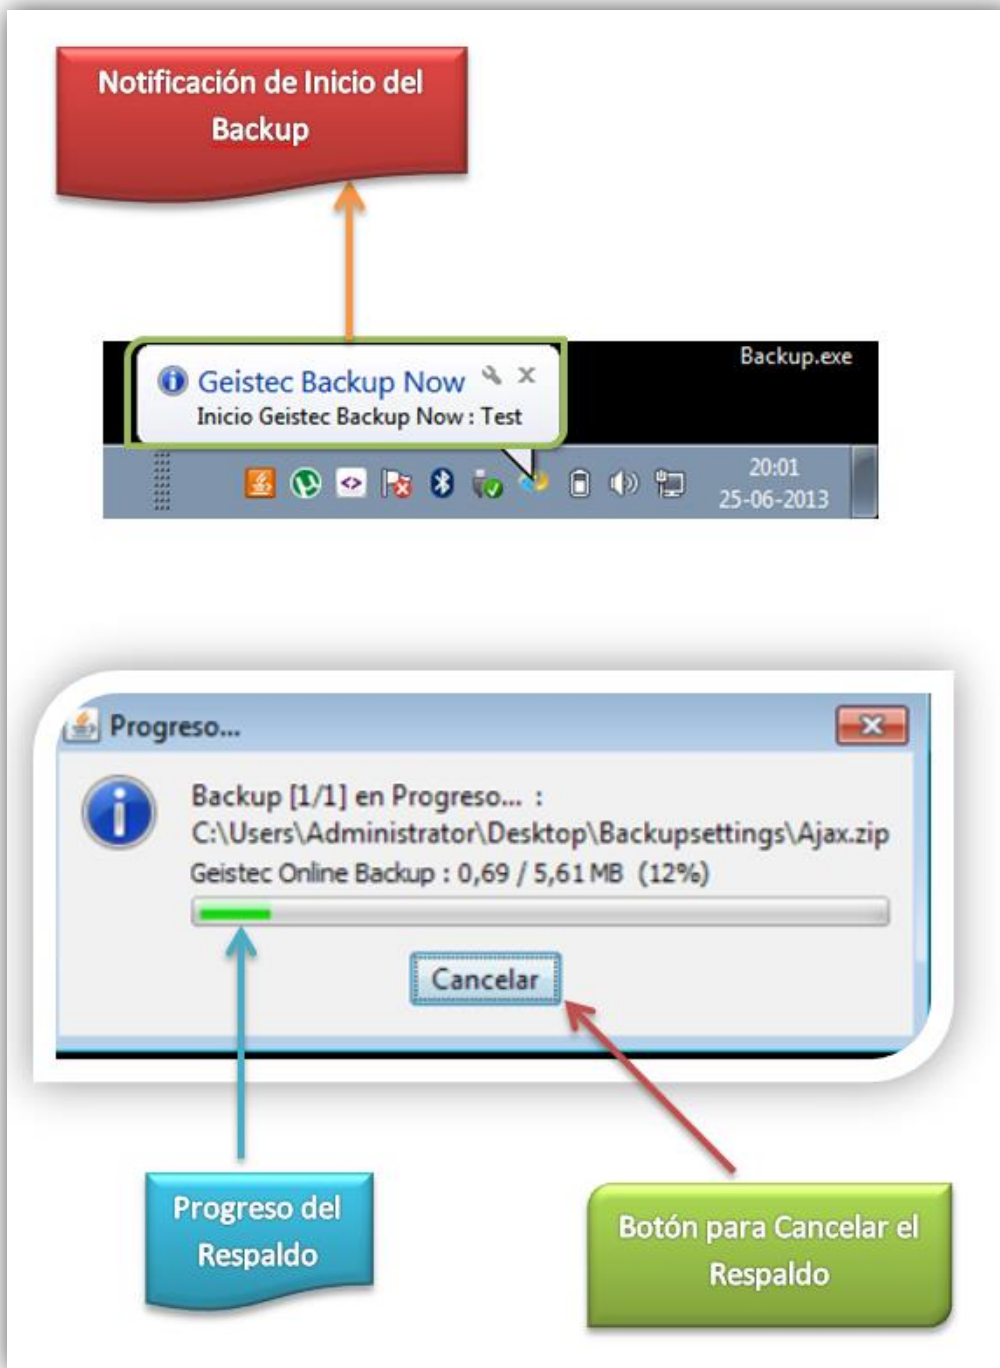 Notificación de Inicio del
Backup
Backup.exe
Geistec Backup Now
Inicio Geistec Backup Now : Test
20:01
25-06-2013
Progreso...
Backup [1/1] en Progreso... :
C:\Users\Administrator\Desktop\Backupsettings\Ajax.zip
Geistec Online Backup : 0,69 / 5,61 MB (12%)
Cancelar
Progreso del
Respaldo
Botón para Cancelar el
Respaldo